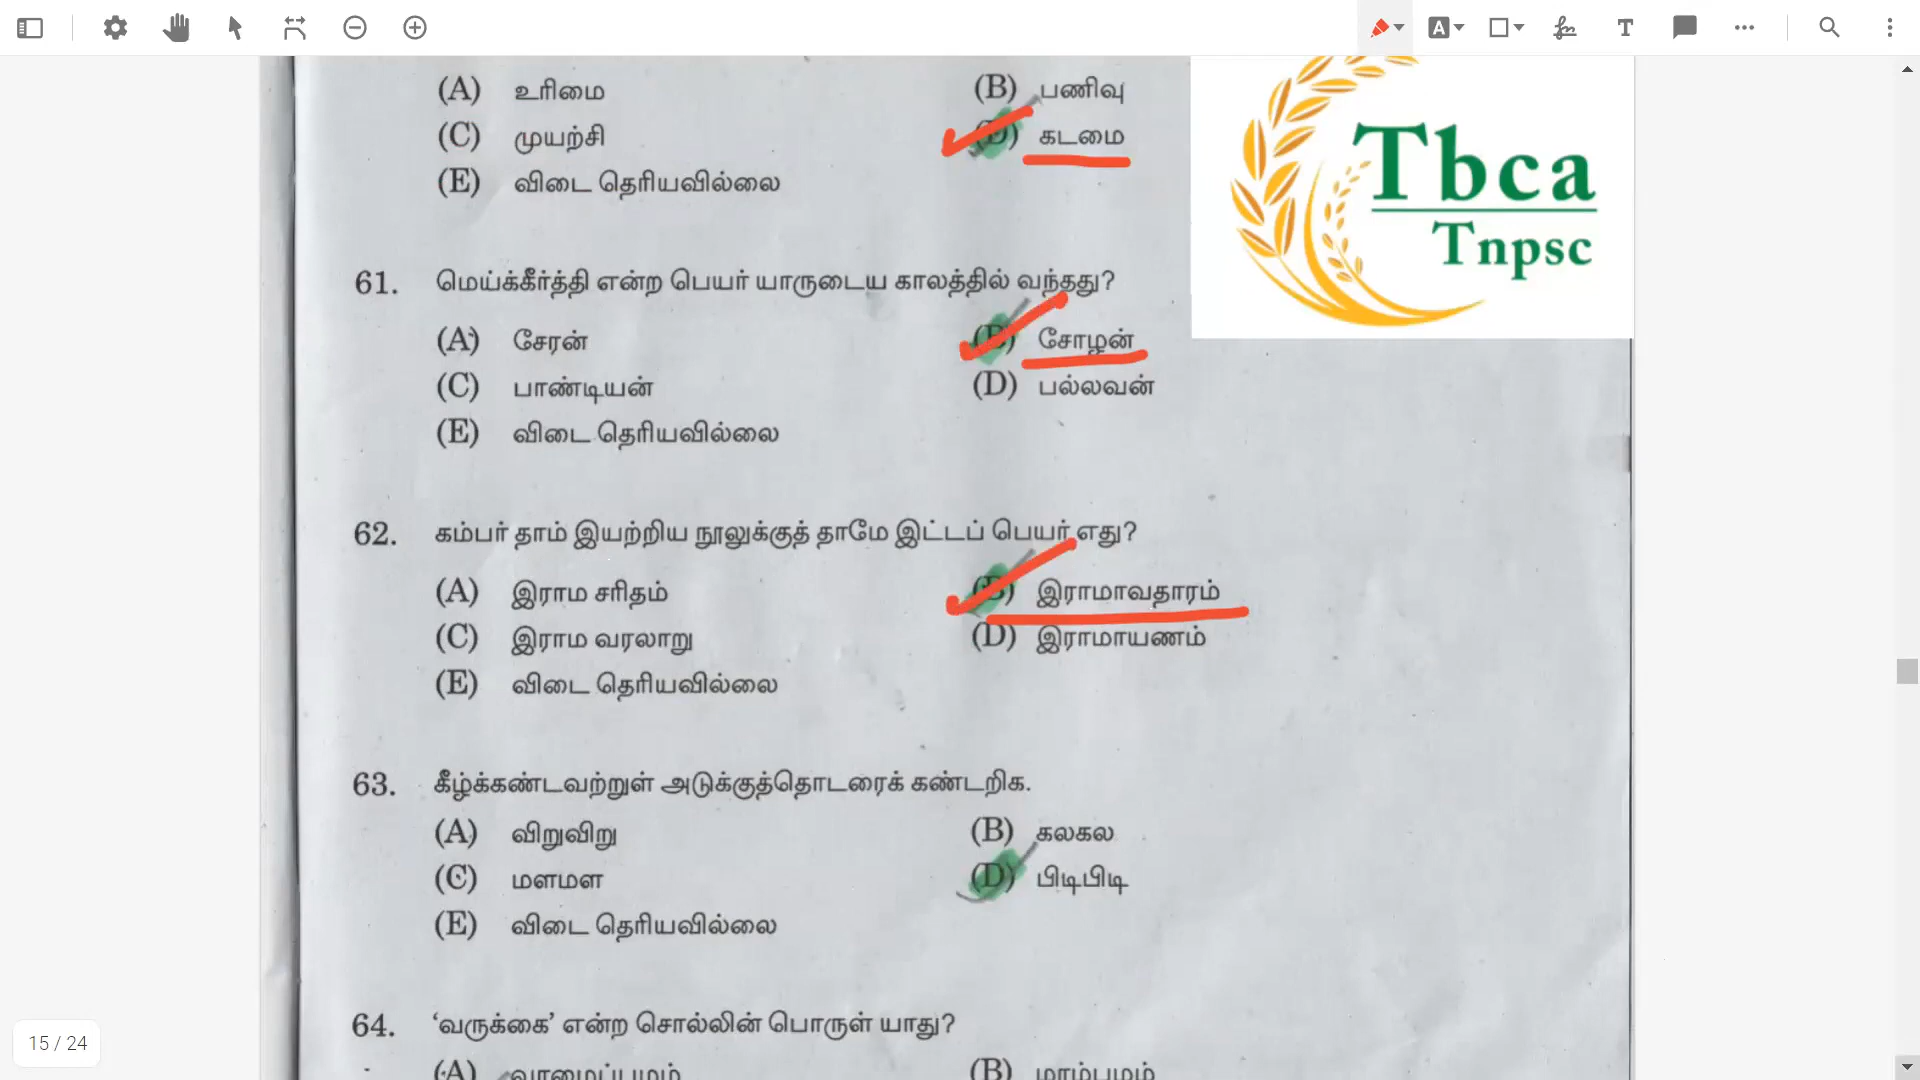 (A) உரிமை (B) பணிவு
(C) முயற்சி (D) கடமை
(E) விடை தெரியவில்லை
Tbca
Tnpsc
61. மெய்க்கீர்த்தி என்ற பெயர் யாருடைய காலத்தில் வந்தது?
(A) சேரன் (B) சோழன்
(C) பாண்டியன் (D) பல்லவன்
(E) விடை தெரியவில்லை
62. கம்பர் தாம் இயற்றிய நூலுக்குத் தாமே இட்டப் பெயர் எது?
(A) இராம சரிதம் (B) இராமாவதாரம்
(C) இராம வரலாறு (D) இராமாயணம்
(E) விடை தெரியவில்லை
63. கீழ்க்கண்டவற்றுள் அடுக்குத்தொடரைக் கண்டறிக.
(A) விறுவிறு (B) கலகல
(C) மளமள (D) பிடிபிடி
(E) விடை தெரியவில்லை
64. ‘வருக்கை’ என்ற சொல்லின் பொருள் யாது?
(A) வாழைப்பழம் (B) மாம்பழம்
15 / 24